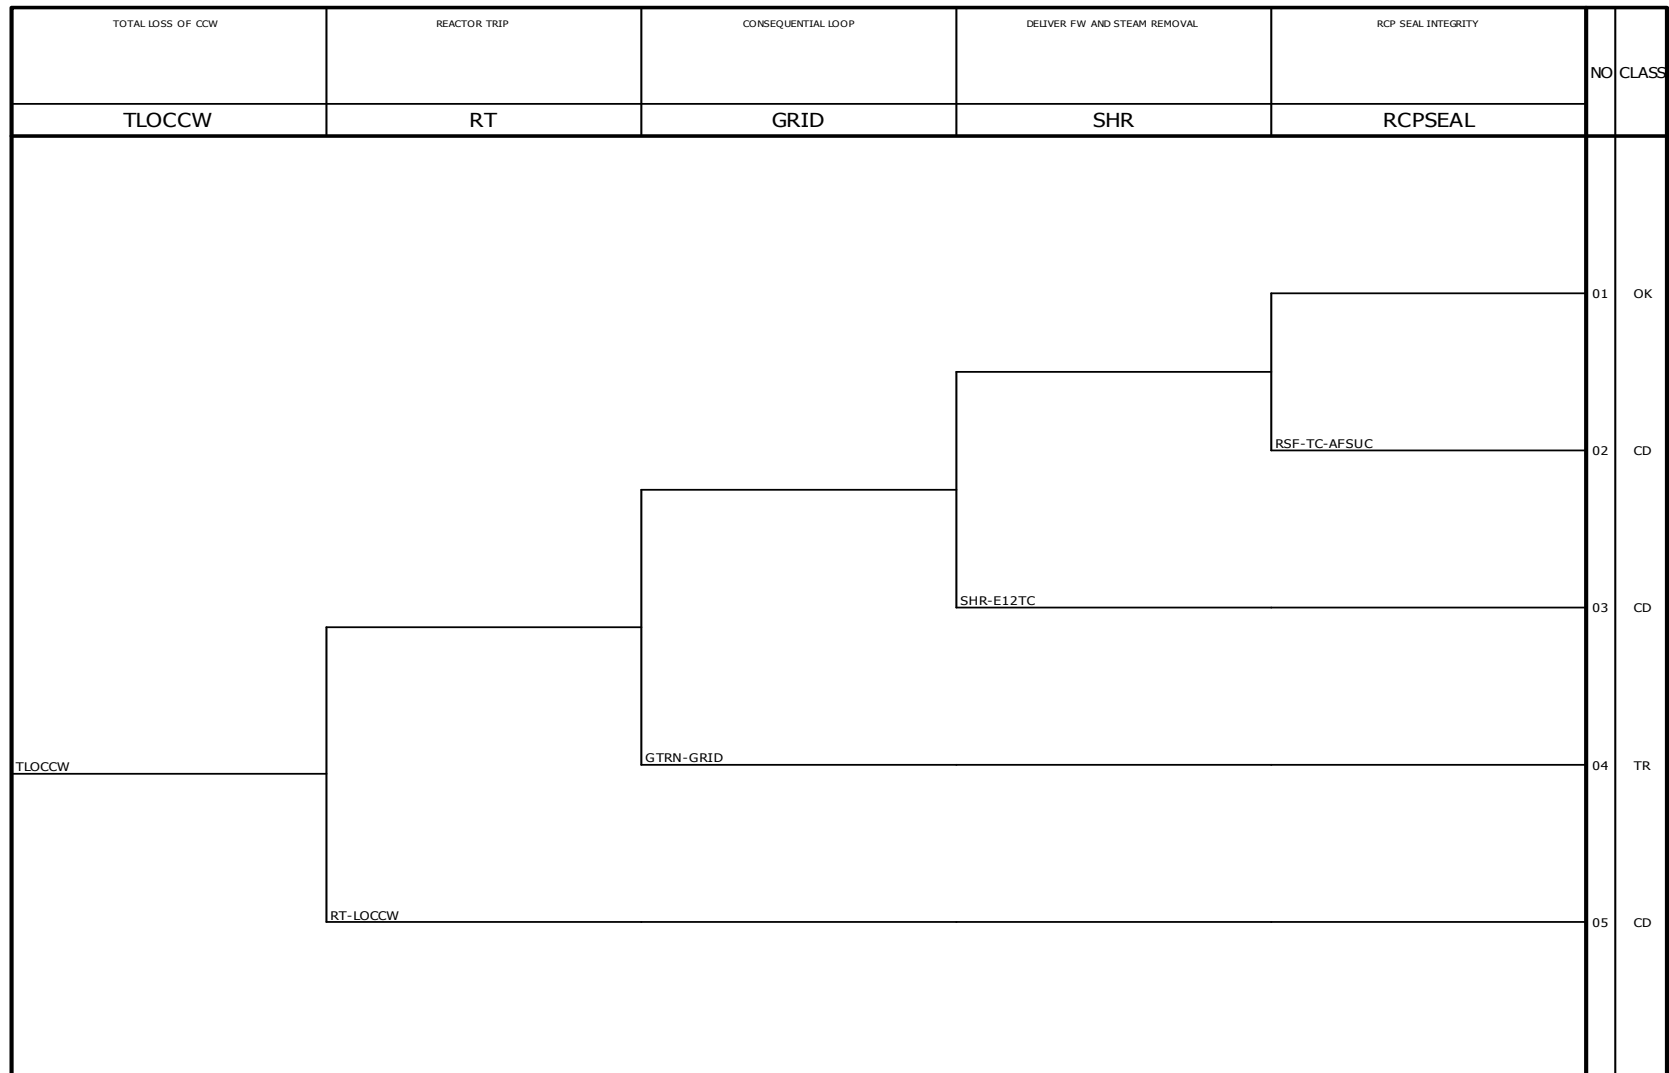 TOTAL LOSS OF CCW
REACTOR TRIP
CONSEQUENTIAL LOOP
DELIVER FW AND STEAM REMOVAL
RCP SEAL INTEGRITY
NO
CLASS
TLOCCW
RT
GRID
SHR
RCPSEAL
01 OK
RSF-TC-AFSUC
02 CD
SHR-E12TC
03 CD
GTRN-GRID
TLOCCW
04 TR
RT-LOCCW
05 CD